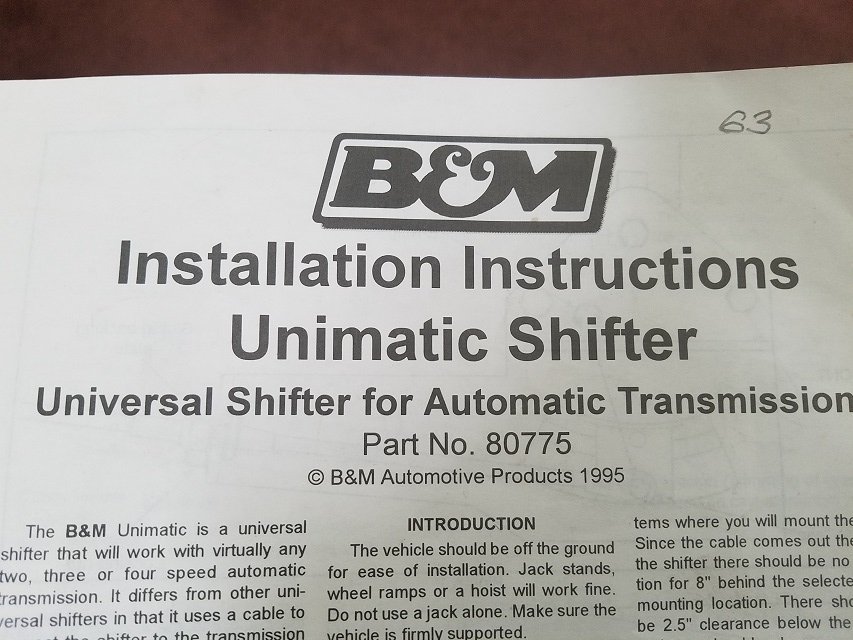 63
B&M
Installation Instructions
Unimatic Shifter
Universal Shifter for Automatic Transmission
Part No. 80775
© B&M Automotive Products 1995
The B&M Unimatic is a universal
shifter that will work with virtually any
two, three or four speed automatic
transmission. It differs from other uni-
versal shifters in that it uses a cable to
the shifter to the transmission
INTRODUCTION
The vehicle should be off the ground
for ease of installation. Jack stands,
wheel ramps or a hoist will work fine.
Do not use a jack alone. Make sure the
vehicle is firmly supported.
tems where you will mount the
Since the cable comes out the
the shifter there should be no
tion for 8" behind the selecte
mounting location. There sho
be 2.5" clearance below the